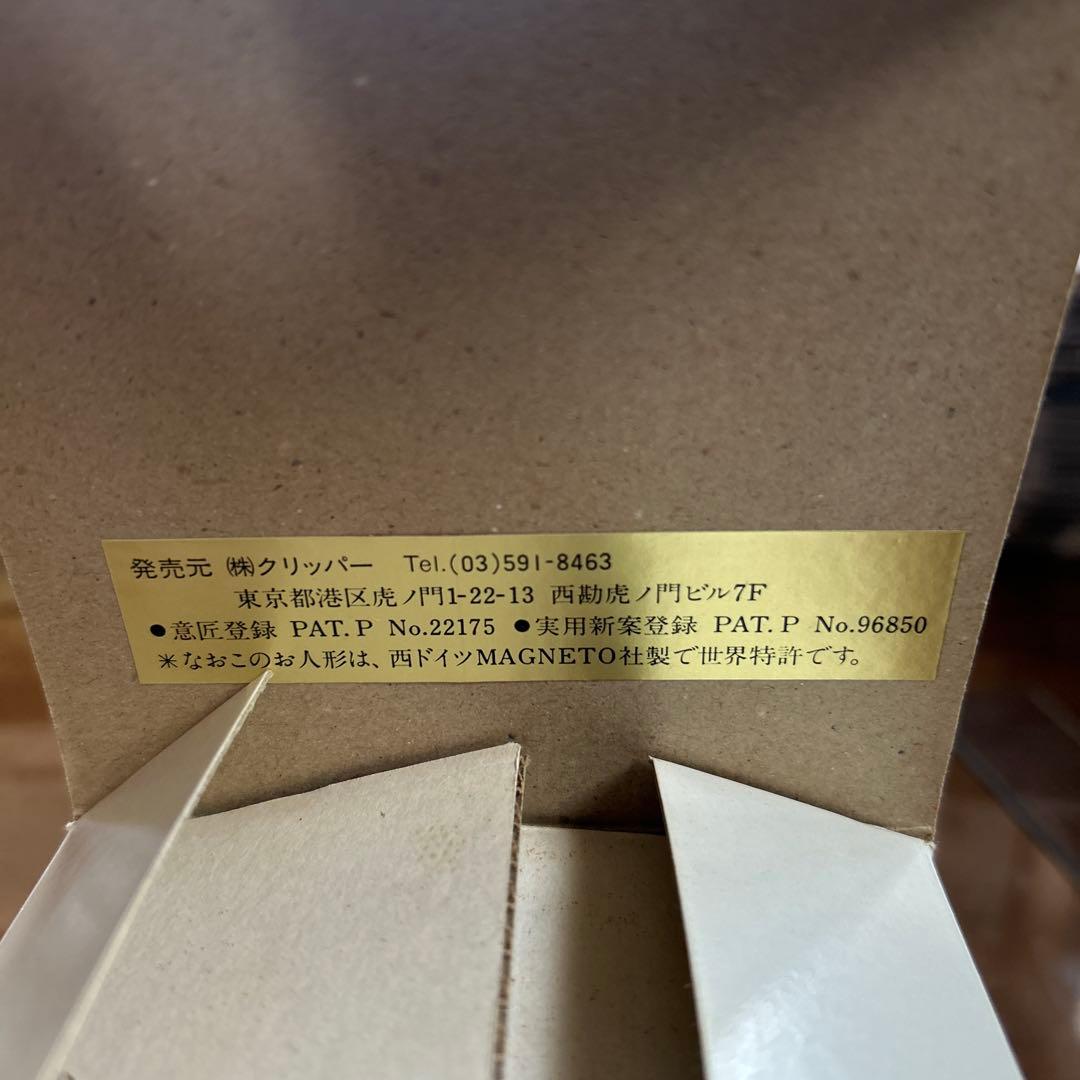 発売元 ㈱クリッパー Tel.(03)591-8463
東京都港区虎ノ門1-22-13 西勘虎ノ門ビル7F
●意匠登録 PAT.P No.22175 ●実用新案登録 PAT.P No.96850
✳なおこのお人形は、西ドイツMAGNETO社製で世界特許です。